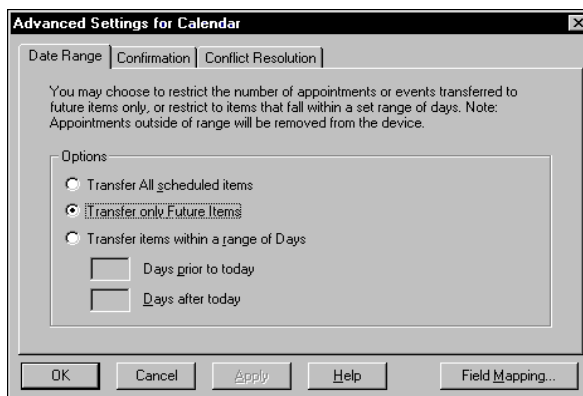 Advanced Settings for Calendar
Date Range
Confirmation
Conflict Resolution
You may choose to restrict the number of appointments or events transferred to
future items only, or restrict to items that fall within a set range of days. Note:
Appointments outside of range will be removed from the device.
Options
Transfer All scheduled items
Transfer only Future Items
Transfer items within a range of Days
Days prior to today
Days after today
OK
Cancel
Apply
Help
Field Mapping...